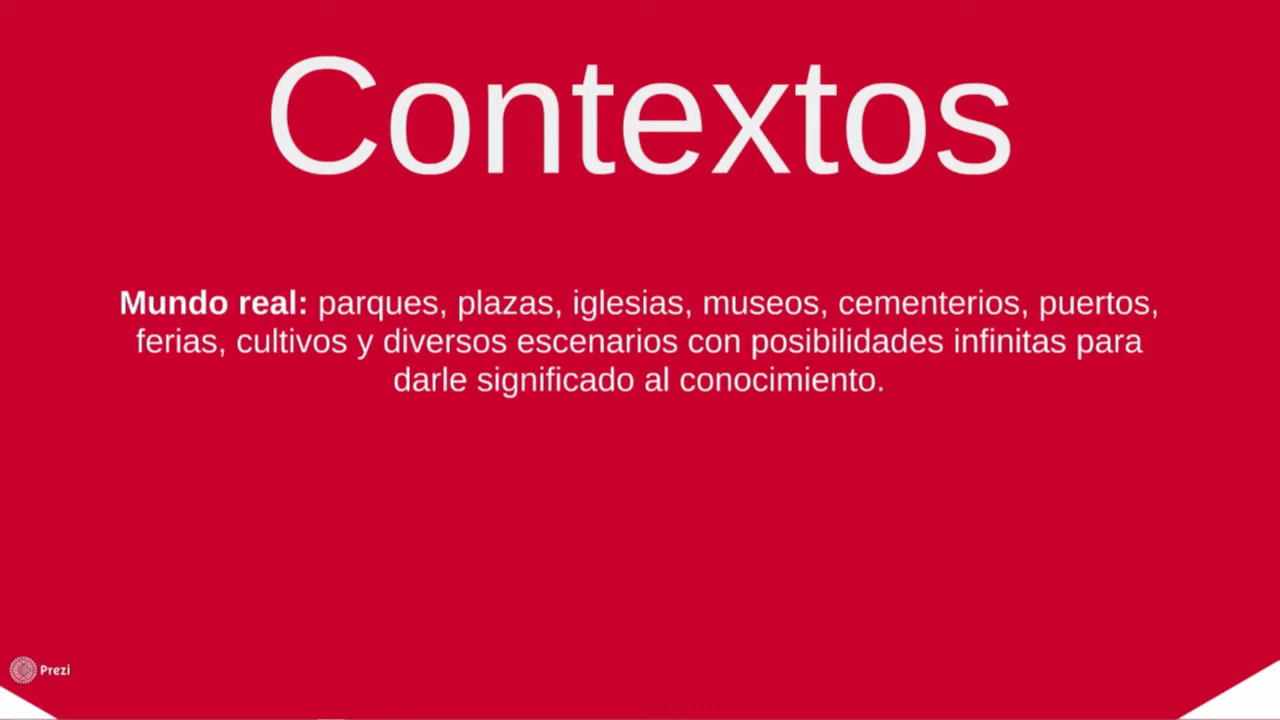 Contextos
Mundo real: parques, plazas, iglesias, museos, cementerios, puertos,
ferias, cultivos y diversos escenarios con posibilidades infinitas para
darle significado al conocimiento.
Prezi